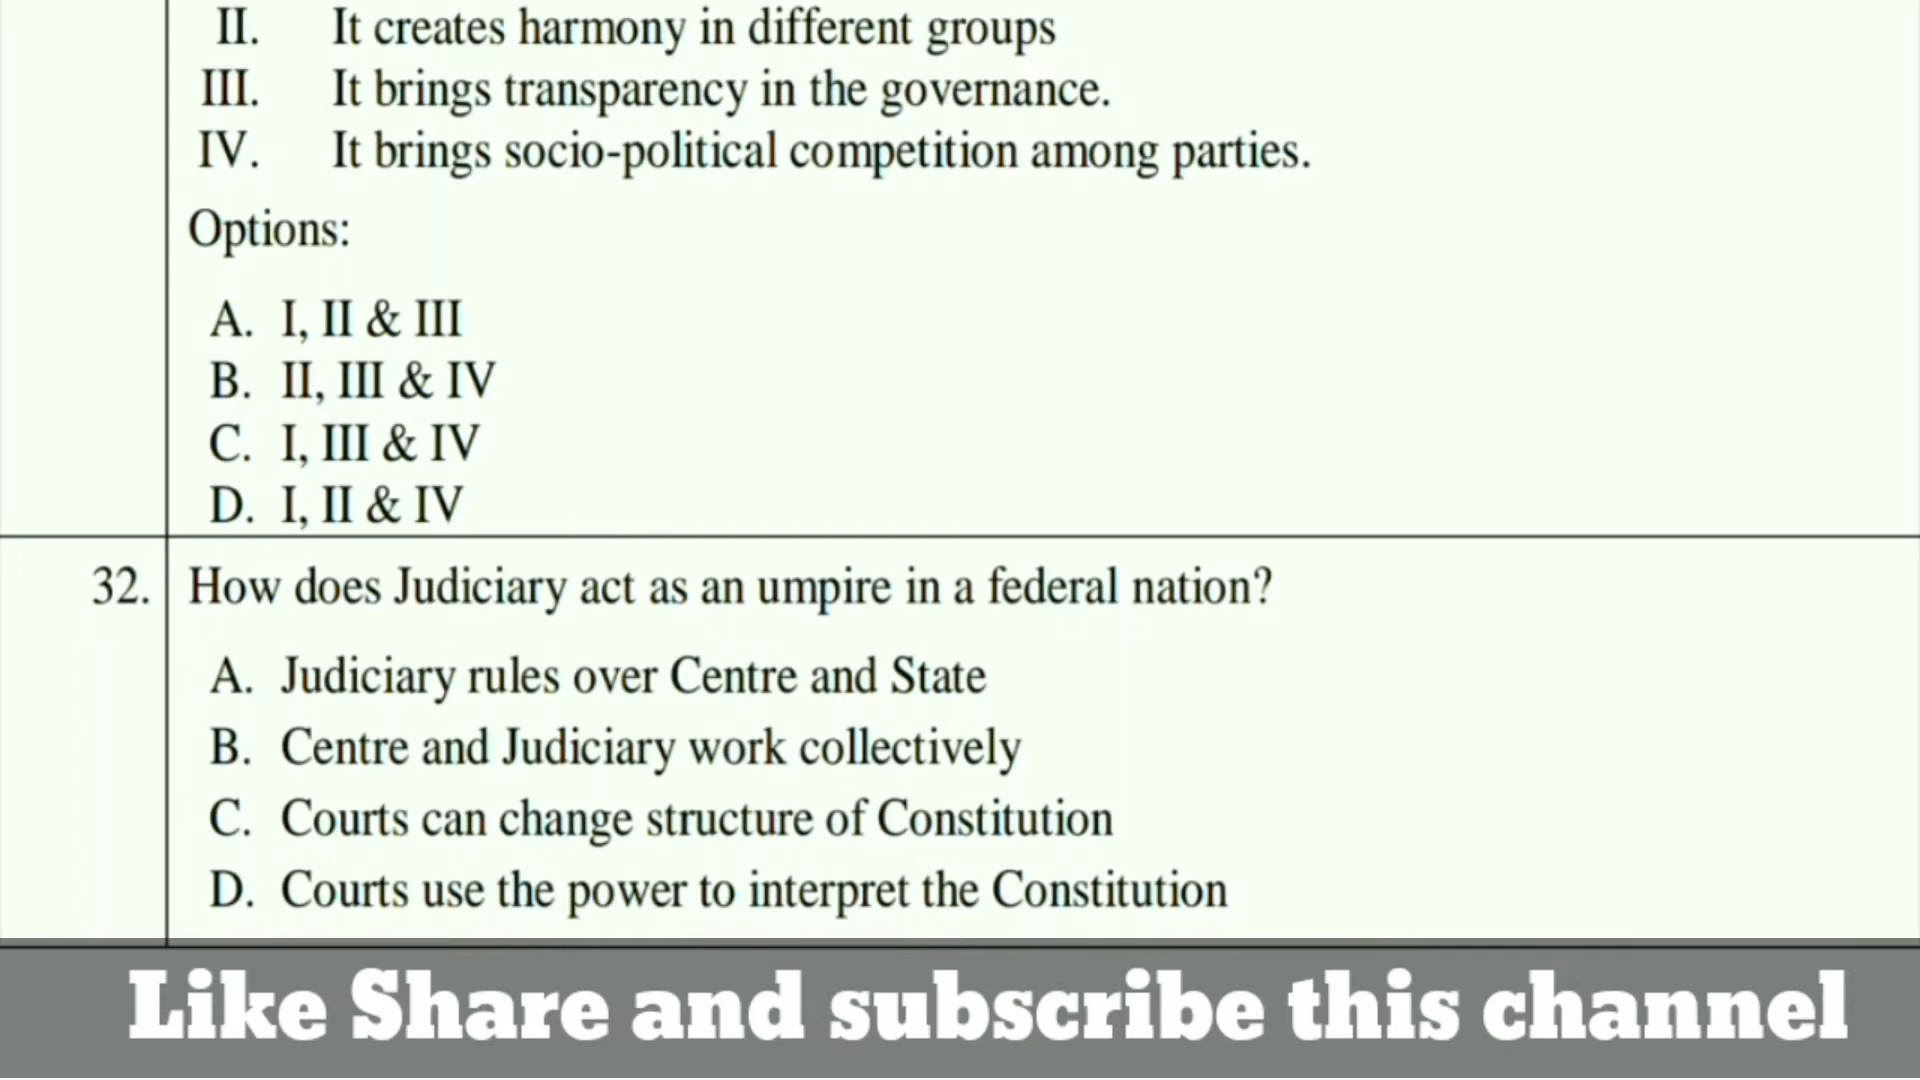 II. It creates harmony in different groups
III. It brings transparency in the governance.
IV. It brings socio-political competition among parties.
Options:
A. I, II & III
B. II, III & IV
C. I, III & IV
D. I, II & IV
32. How does Judiciary act as an umpire in a federal nation?
A. Judiciary rules over Centre and State
B. Centre and Judiciary work collectively
C. Courts can change structure of Constitution
D. Courts use the power to interpret the Constitution
Like Share and subscribe this channel